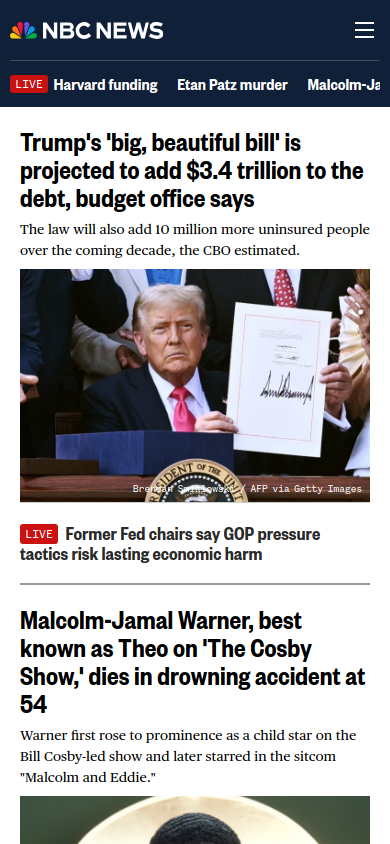 NBC NEWS
LIVE Harvard funding Etan Patz murder Malcolm-Ja
Trump's 'big, beautiful bill' is
projected to add $3.4 trillion to the
debt, budget office says
The law will also add 10 million more uninsured people
over the coming decade, the CBO estimated.
PRESIDENT OF THE UNITED
Brendan Smialowski / AFP via Getty Images
LIVE Former Fed chairs say GOP pressure
tactics risk lasting economic harm
Malcolm-Jamal Warner, best
known as Theo on 'The Cosby
Show,' dies in drowning accident at
54
Warner first rose to prominence as a child star on the
Bill Cosby-led show and later starred in the sitcom
"Malcolm and Eddie."